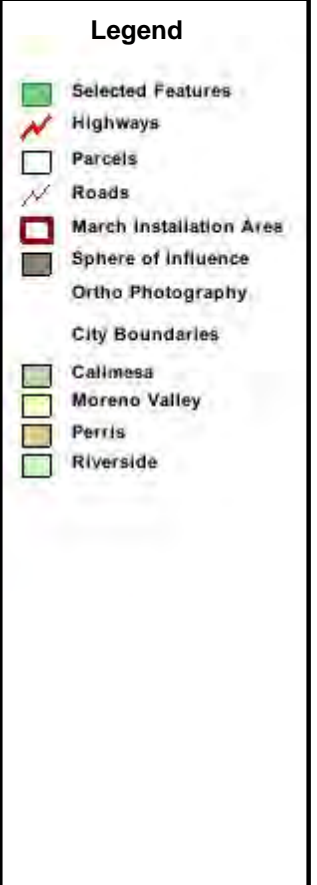 Legend
Selected Features
Highways
Parcels
Roads
March Installation Area
Sphere of Influence
Ortho Photography
City Boundaries
Calimesa
Moreno Valley
Perris
Riverside